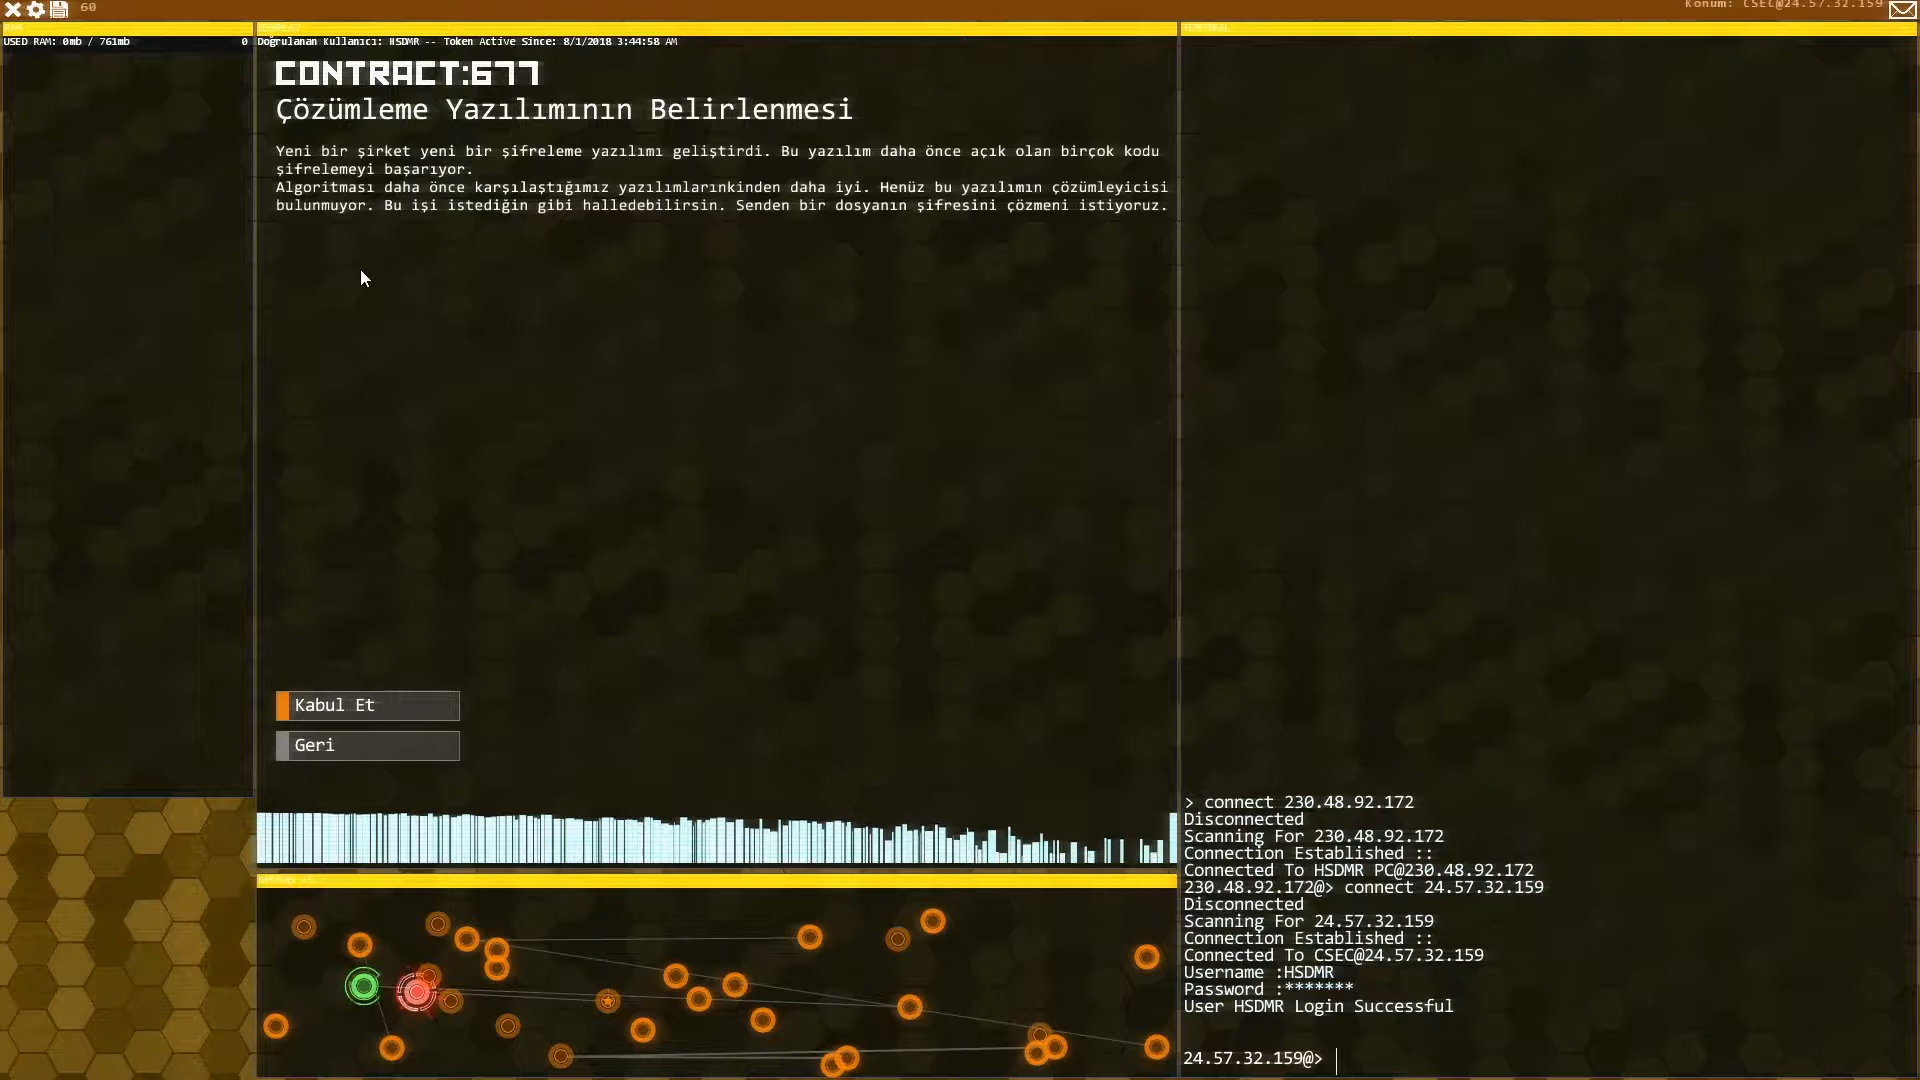 60
Konum: CSEC@24.57.32.159
USED RAM: 0mb / 761mb
0
Doğrulanan Kullanıcı: HSDMR -- Token Active Since: 8/1/2018 3:44:58 AM
CONTRACT:677
Çözümleme Yazılımının Belirlenmesi
Yeni bir şirket yeni bir şifreleme yazılımı geliştirdi. Bu yazılım daha önce açık olan birçok kodu
şifrelemeyi başarıyor.
Algoritması daha önce karşılaştığımız yazılımlarınkinden daha iyi. Henüz bu yazılımın çözümleyicisi
bulunmuyor. Bu işi istediğin gibi halledebilirsin. Senden bir dosyanın şifresini çözmeni istiyoruz.
Kabul Et
Geri
> connect 230.48.92.172
Disconnected
Scanning For 230.48.92.172
Connection Established ::
Connected To HSDMR PC@230.48.92.172
230.48.92.172@> connect 24.57.32.159
Disconnected
Scanning For 24.57.32.159
Connection Established ::
Connected To CSEC@24.57.32.159
Username :HSDMR
Password :*******
User HSDMR Login Successful
24.57.32.159@>